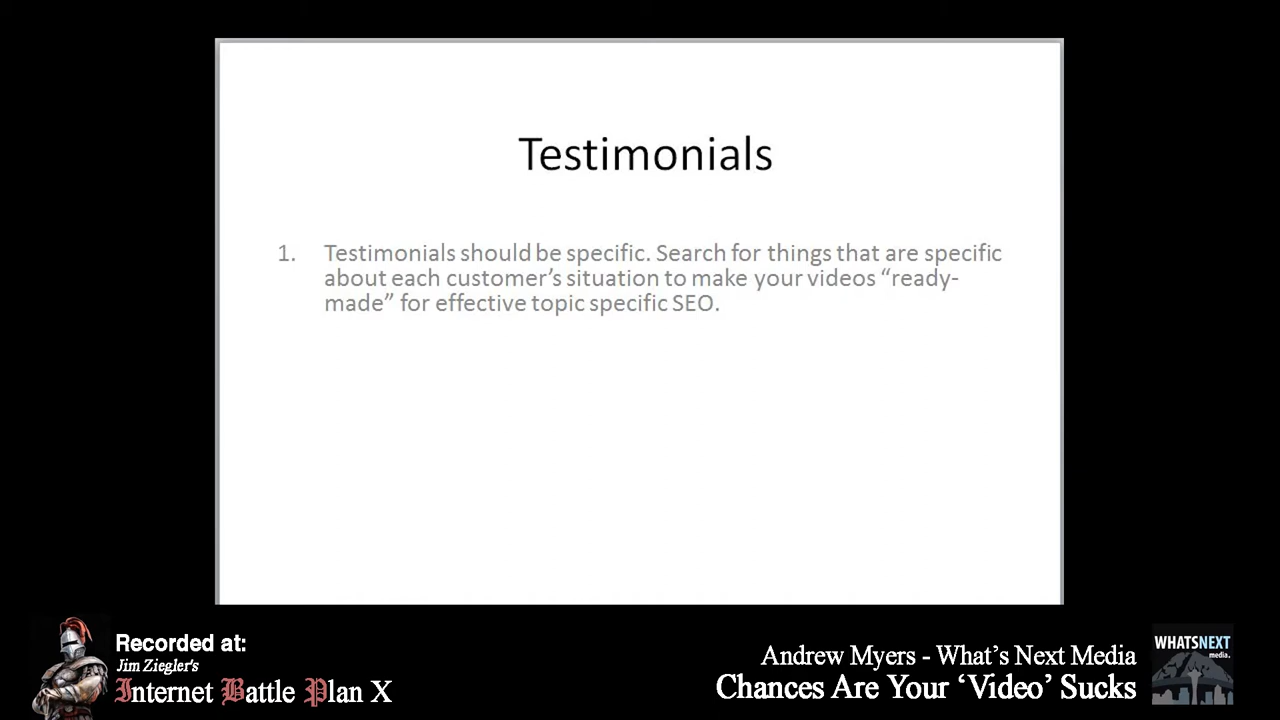 Testimonials
1. Testimonials should be specific. Search for things that are specific
about each customer’s situation to make your videos “ready-
made” for effective topic specific SEO.
Recorded at:
Jim Ziegler's
Internet Battle Plan X
Andrew Myers - What’s Next Media
Chances Are Your ‘Video’ Sucks
WHATSNEXT
media.